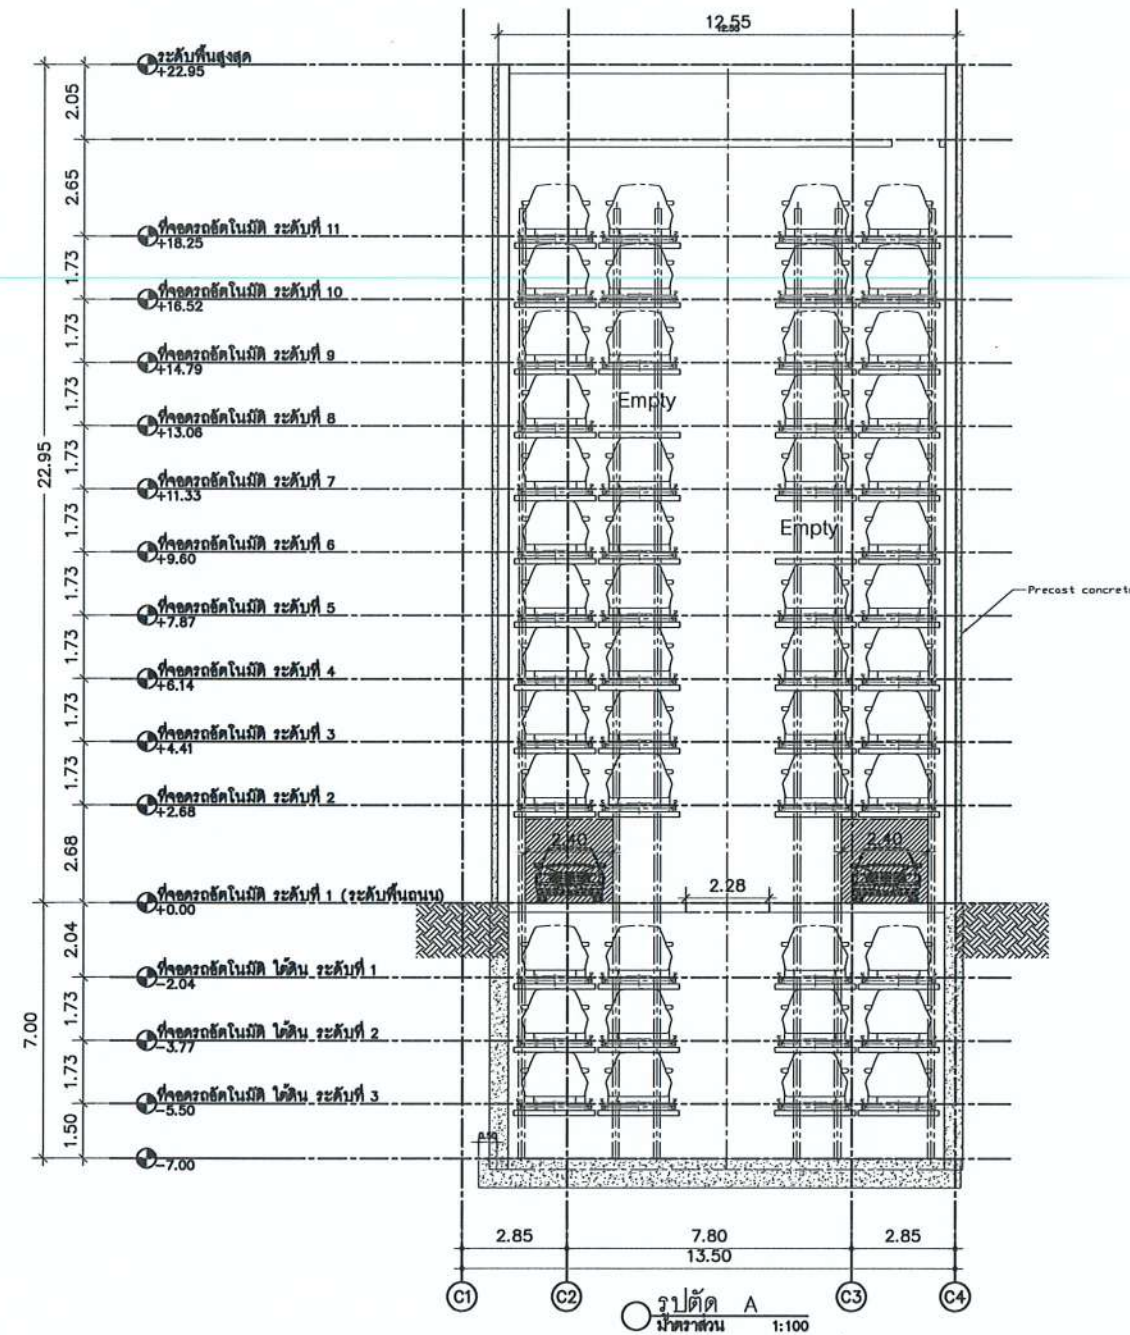 12.55
12.55
ระดับพื้นสูงสุด
+22.95
2.05
2.65
ที่จอดรถอัตโนมัติ ระดับที่ 11
+18.25
1.73
ที่จอดรถอัตโนมัติ ระดับที่ 10
+16.52
1.73
ที่จอดรถอัตโนมัติ ระดับที่ 9
+14.79
1.73
Empty
ที่จอดรถอัตโนมัติ ระดับที่ 8
+13.06
22.95
1.73
ที่จอดรถอัตโนมัติ ระดับที่ 7
+11.33
1.73
Empty
ที่จอดรถอัตโนมัติ ระดับที่ 6
+9.60
1.73
Precast concrete
ที่จอดรถอัตโนมัติ ระดับที่ 5
+7.87
1.73
ที่จอดรถอัตโนมัติ ระดับที่ 4
+6.14
1.73
ที่จอดรถอัตโนมัติ ระดับที่ 3
+4.41
1.73
ที่จอดรถอัตโนมัติ ระดับที่ 2
+2.68
2.68
2.40
2.40
2.28
ที่จอดรถอัตโนมัติ ระดับที่ 1 (ระดับพื้นถนน)
+0.00
2.04
ที่จอดรถอัตโนมัติ ใต้ดิน ระดับที่ 1
-2.04
7.00
1.73
ที่จอดรถอัตโนมัติ ใต้ดิน ระดับที่ 2
-3.77
1.73
ที่จอดรถอัตโนมัติ ใต้ดิน ระดับที่ 3
-5.50
1.50
0.50
-7.00
2.85 7.80 2.85
13.50
C1 C2 C3 C4
รูปตัด A
มาตราส่วน 1:100